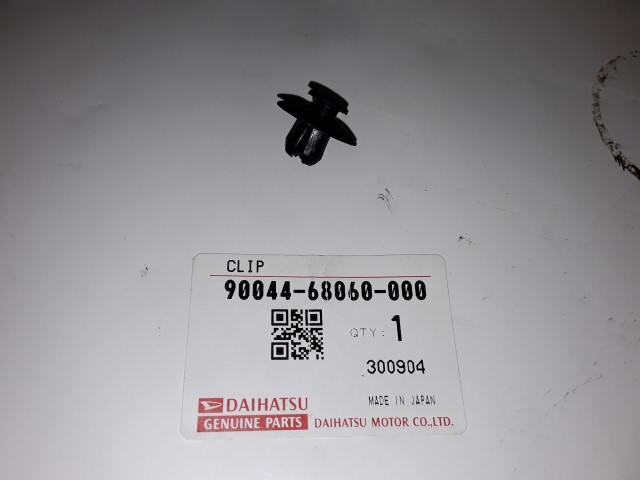 CLIP
90044-68060-000
QTY: 1
300904
DAIHATSU MADE IN JAPAN
GENUINE PARTS DAIHATSU MOTOR CO.,LTD.